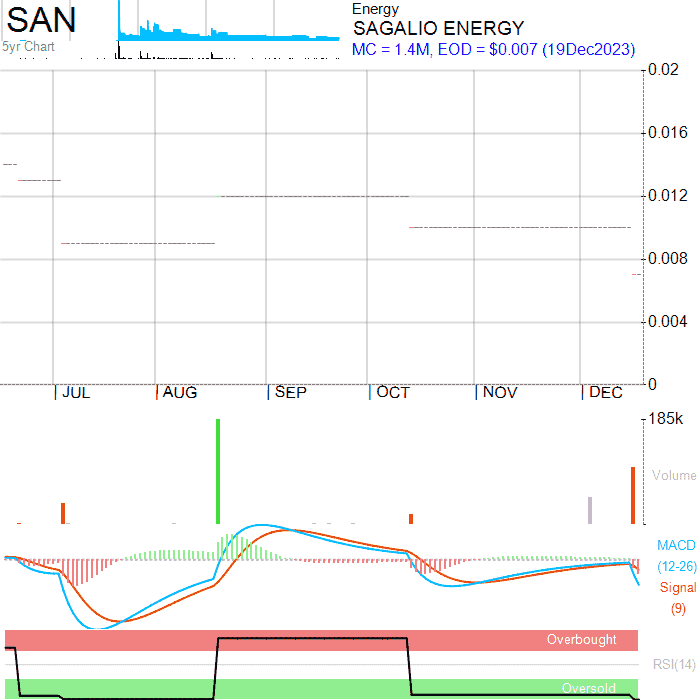 SAN
5yr Chart
Energy
SAGALIO ENERGY
MC = 1.4M, EOD = $0.007 (19Dec2023)
0.02
0.016
0.012
0.008
0.004
0
JUL AUG SEP OCT NOV DEC
185k
Volume
MACD
(12-26)
Signal
(9)
Overbought
RSI(14)
Oversold